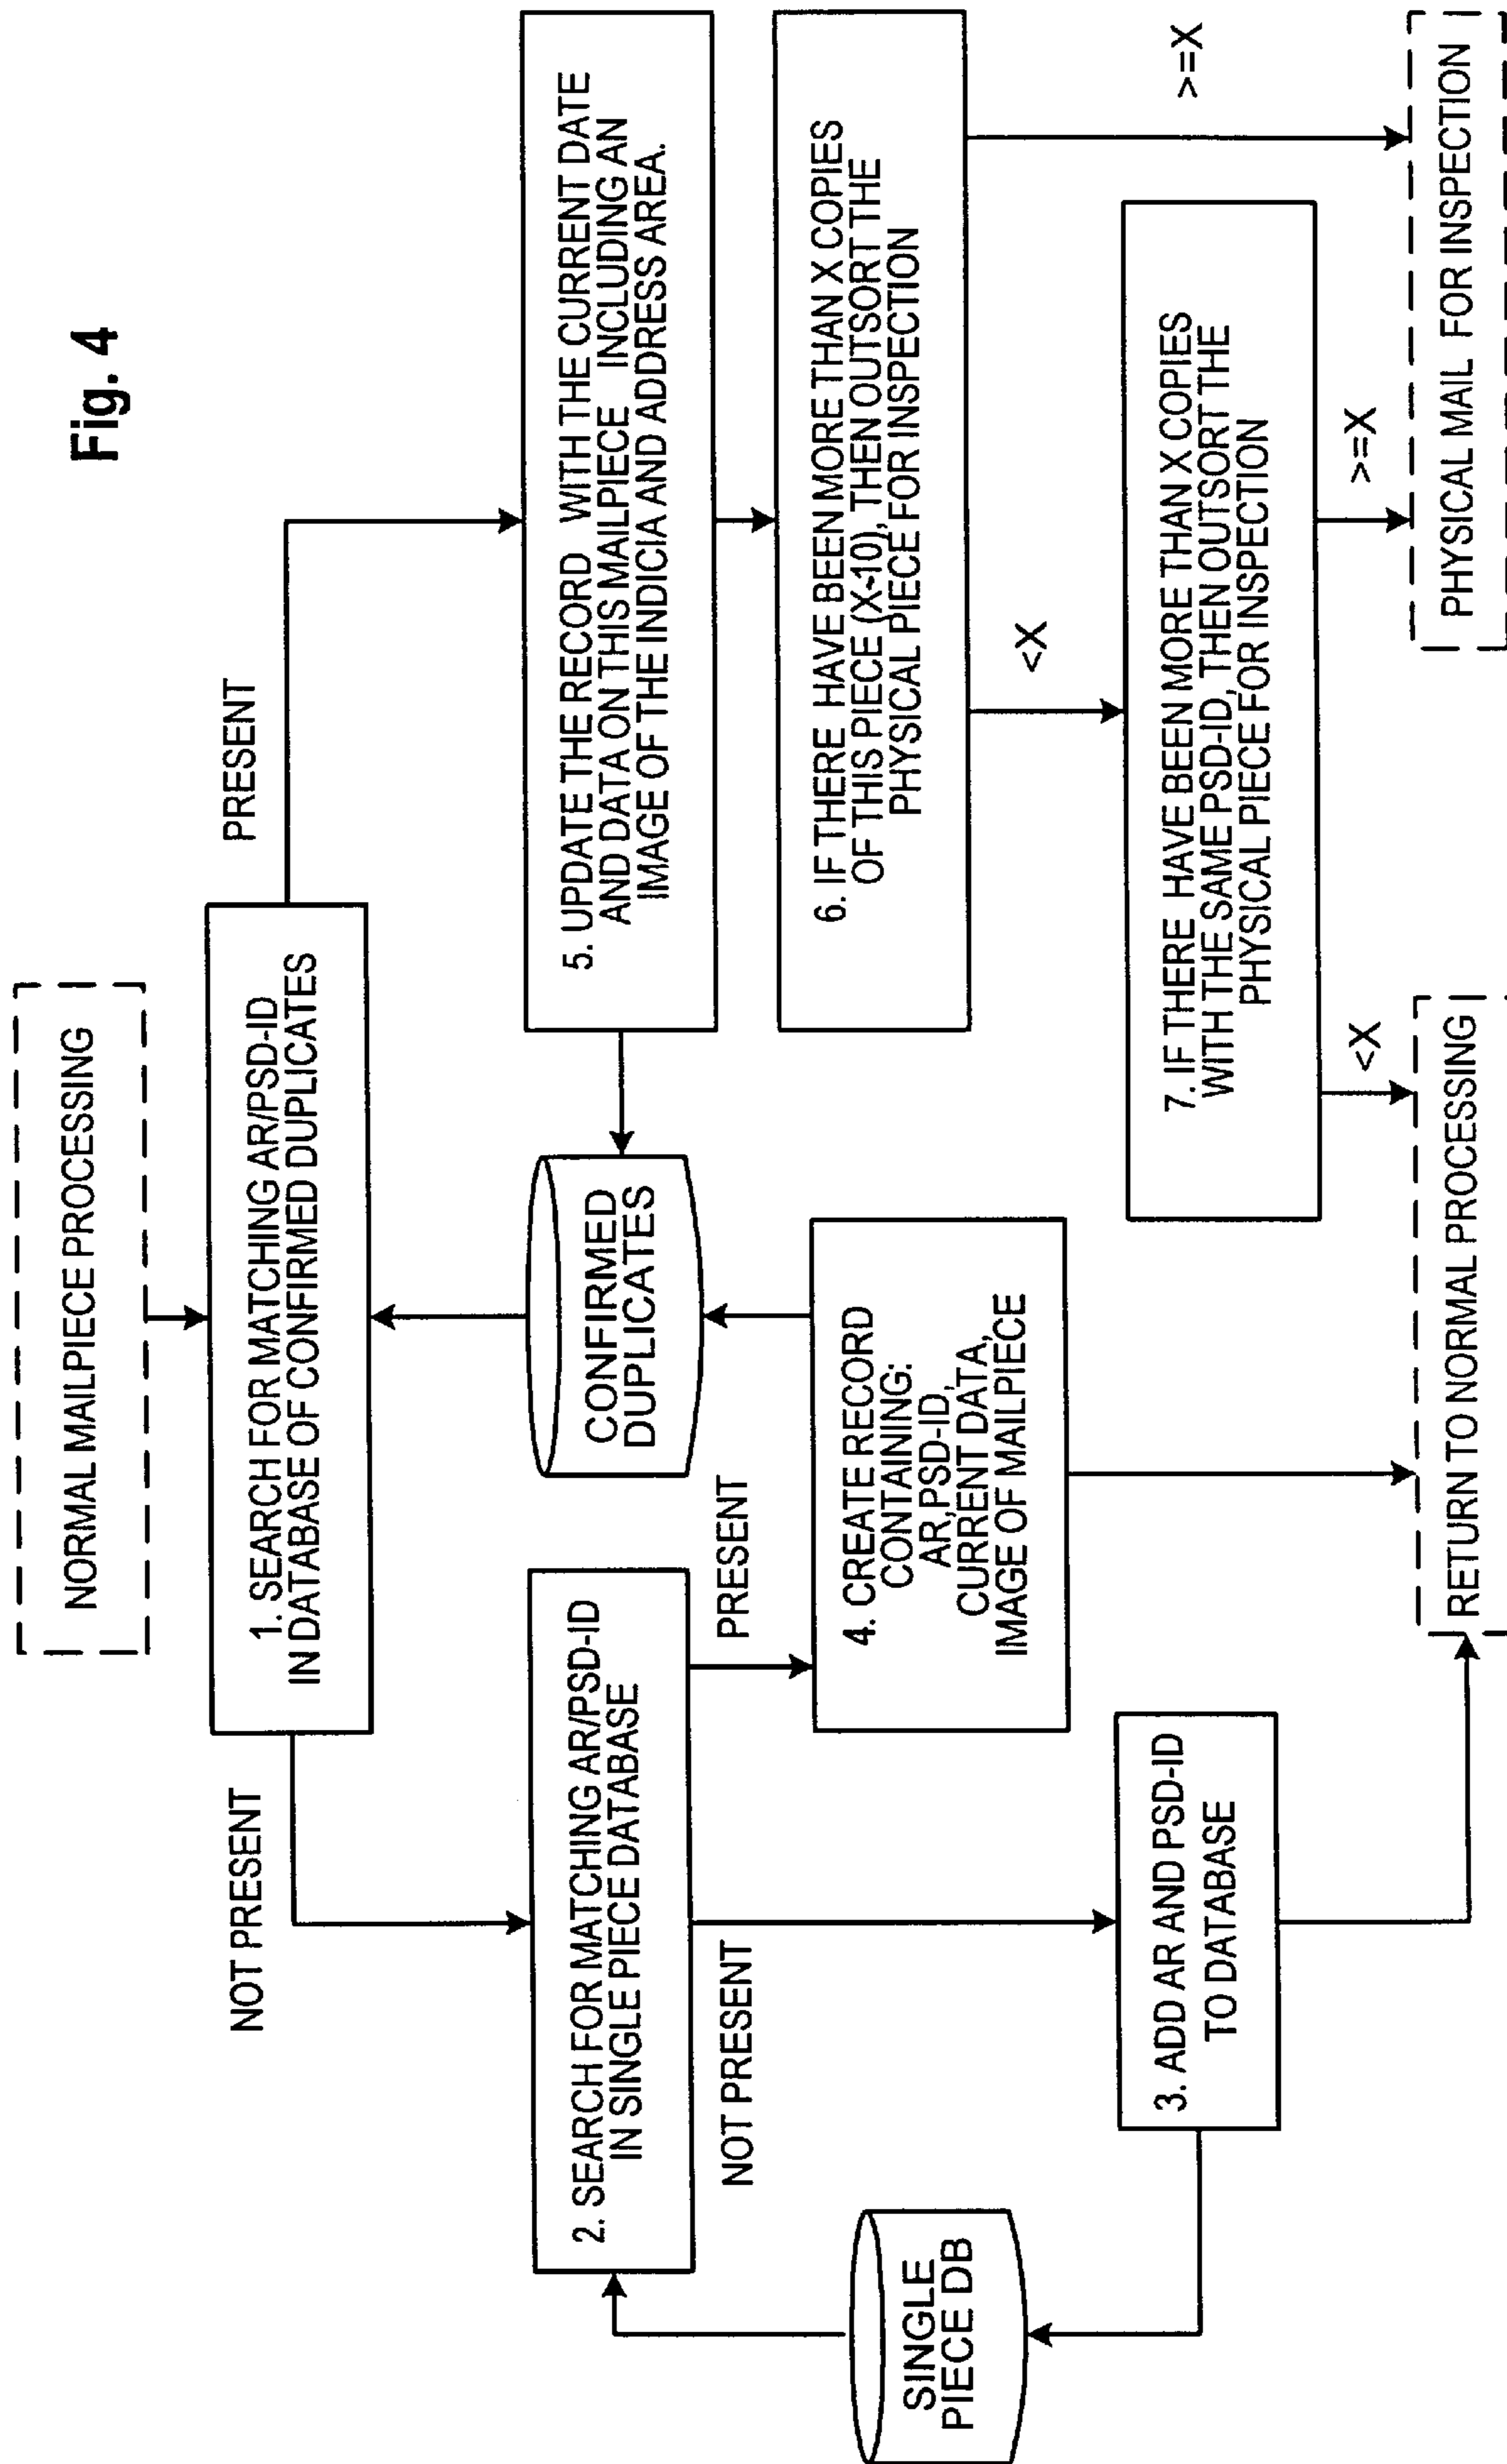 Fig. 4
NORMAL MAILPIECE PROCESSING
1. SEARCH FOR MATCHING AR/PSD-ID
IN DATABASE OF CONFIRMED DUPLICATES
NOT PRESENT
PRESENT
2. SEARCH FOR MATCHING AR/PSD-ID
IN SINGLE PIECE DATABASE
NOT PRESENT
PRESENT
SINGLE
PIECE DB
3. ADD AR AND PSD-ID
TO DATABASE
4. CREATE RECORD
CONTAINING:
AR,PSD-ID,
CURRENT DATA,
IMAGE OF MAILPIECE
CONFIRMED
DUPLICATES
5. UPDATE THE RECORD WITH THE CURRENT DATE
AND DATA ON THIS MAILPIECE INCLUDING AN
IMAGE OF THE INDICIA AND ADDRESS AREA.
6. IF THERE HAVE BEEN MORE THAN X COPIES
OF THIS PIECE (X~10), THEN OUTSORT THE
PHYSICAL PIECE FOR INSPECTION
<X
>=X
7. IF THERE HAVE BEEN MORE THAN X COPIES
WITH THE SAME PSD-ID, THEN OUTSORT THE
PHYSICAL PIECE FOR INSPECTION
<X
>=X
RETURN TO NORMAL PROCESSING
PHYSICAL MAIL FOR INSPECTION